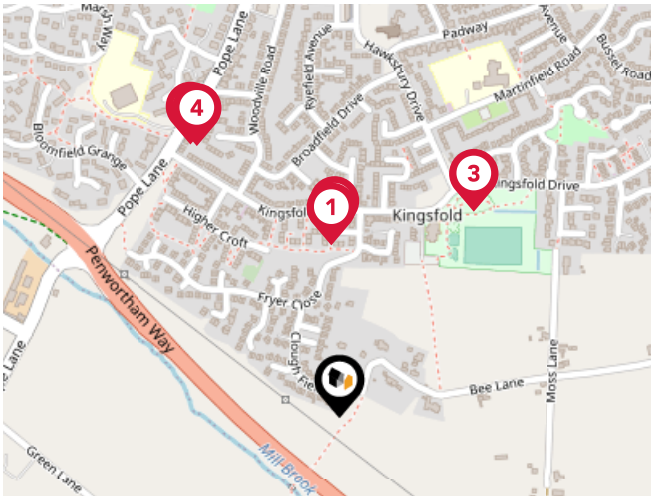 Marsh Way
Pope Lane
Woodville Road
Ryefield Avenue
Hawksbury Drive
Padway
Avenue
Bussel Road
Martinfield Road
Broadfield Drive
4
Bloomfield Grange
Pope Lane
3
Kingsfold Drive
1
Kingsfold
Kingsfo
Higher Croft
Penwortham Way
Fryer Close
Clough Fie
Moss Lane
Bee Lane
Lane
Mill Brook
Green Lane